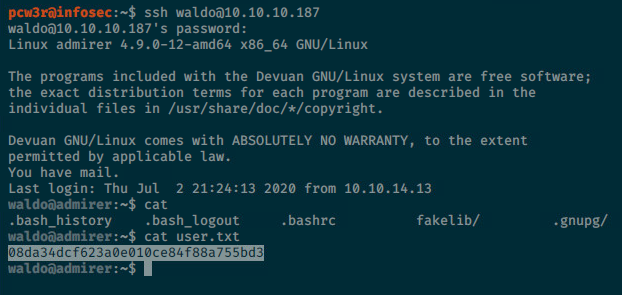 pcw3r@infosec:~$ ssh waldo@10.10.10.187
waldo@10.10.10.187's password:
Linux admirer 4.9.0-12-amd64 x86_64 GNU/Linux
The programs included with the Devuan GNU/Linux system are free software;
the exact distribution terms for each program are described in the
individual files in /usr/share/doc/*/copyright.
Devuan GNU/Linux comes with ABSOLUTELY NO WARRANTY, to the extent
permitted by applicable law.
You have mail.
Last login: Thu Jul  2 21:24:13 2020 from 10.10.14.13
waldo@admirer:~$ cat
.bash_history    .bash_logout     .bashrc          fakelib/         .gnupg/
waldo@admirer:~$ cat user.txt
08da34dcf623a0e010ce84f88a755bd3
waldo@admirer:~$